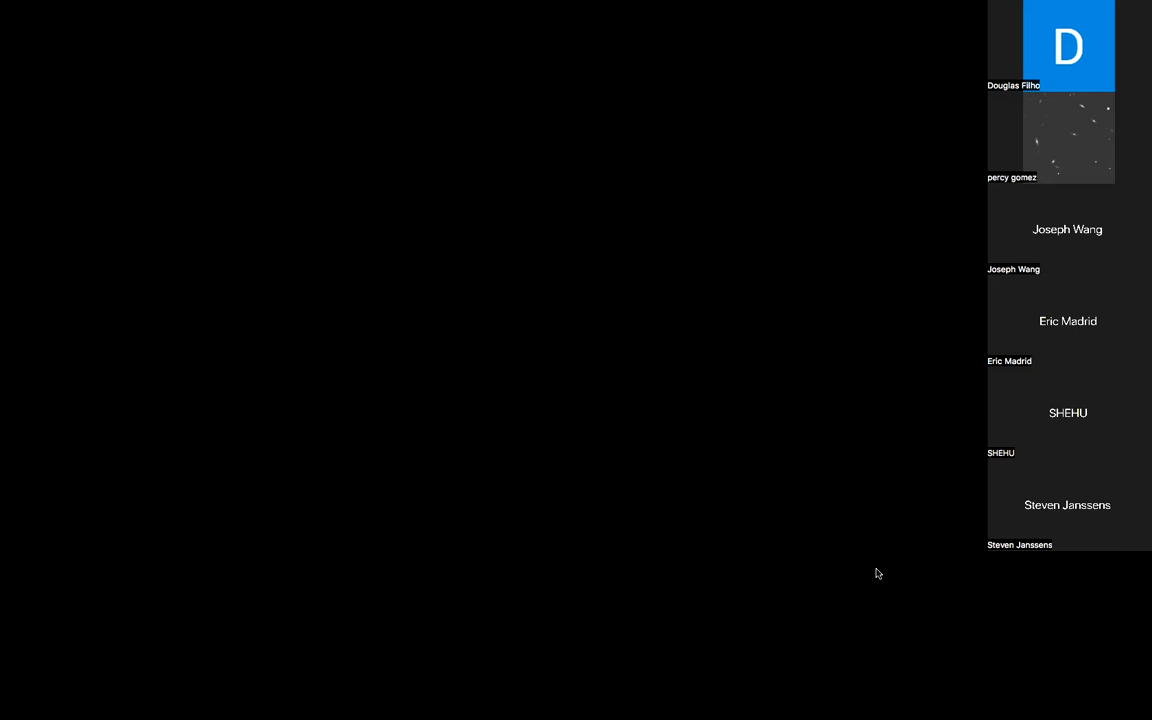 D
Douglas Filho
percy gomez
Joseph Wang
Joseph Wang
Eric Madrid
Eric Madrid
SHEHU
SHEHU
Steven Janssens
Steven Janssens